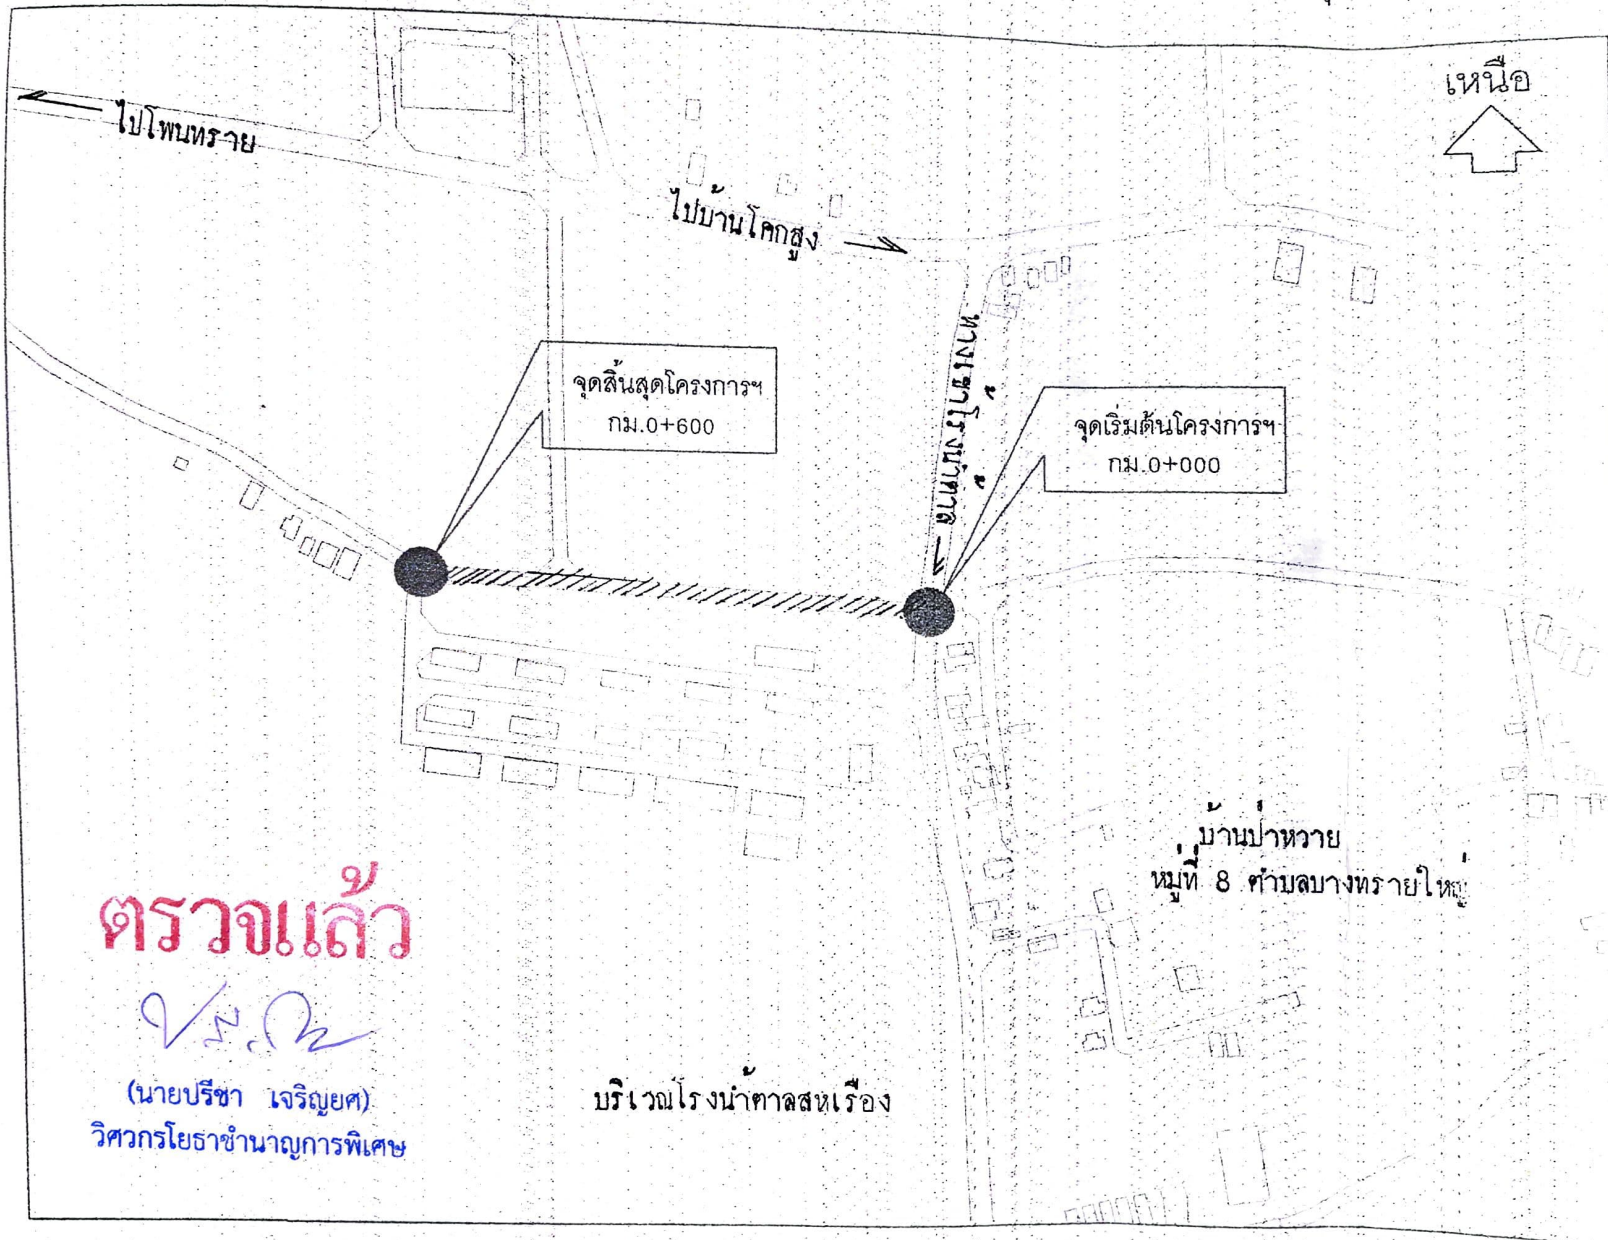 เหนือ
ไปโพนทราย
ไปบ้านโคกสูง
ทางเข้าโรงน้ำตาล
จุดสิ้นสุดโครงการฯ
กม.0+600
จุดเริ่มต้นโครงการฯ
กม.0+000
บ้านป่าหวาย
หมู่ที่ 8 ตำบลบางทรายใหญ่
ตรวจแล้ว
(นายปรีชา เจริญยศ)
วิศวกรโยธาชำนาญการพิเศษ
บริเวณโรงน้ำตาลสหเรือง